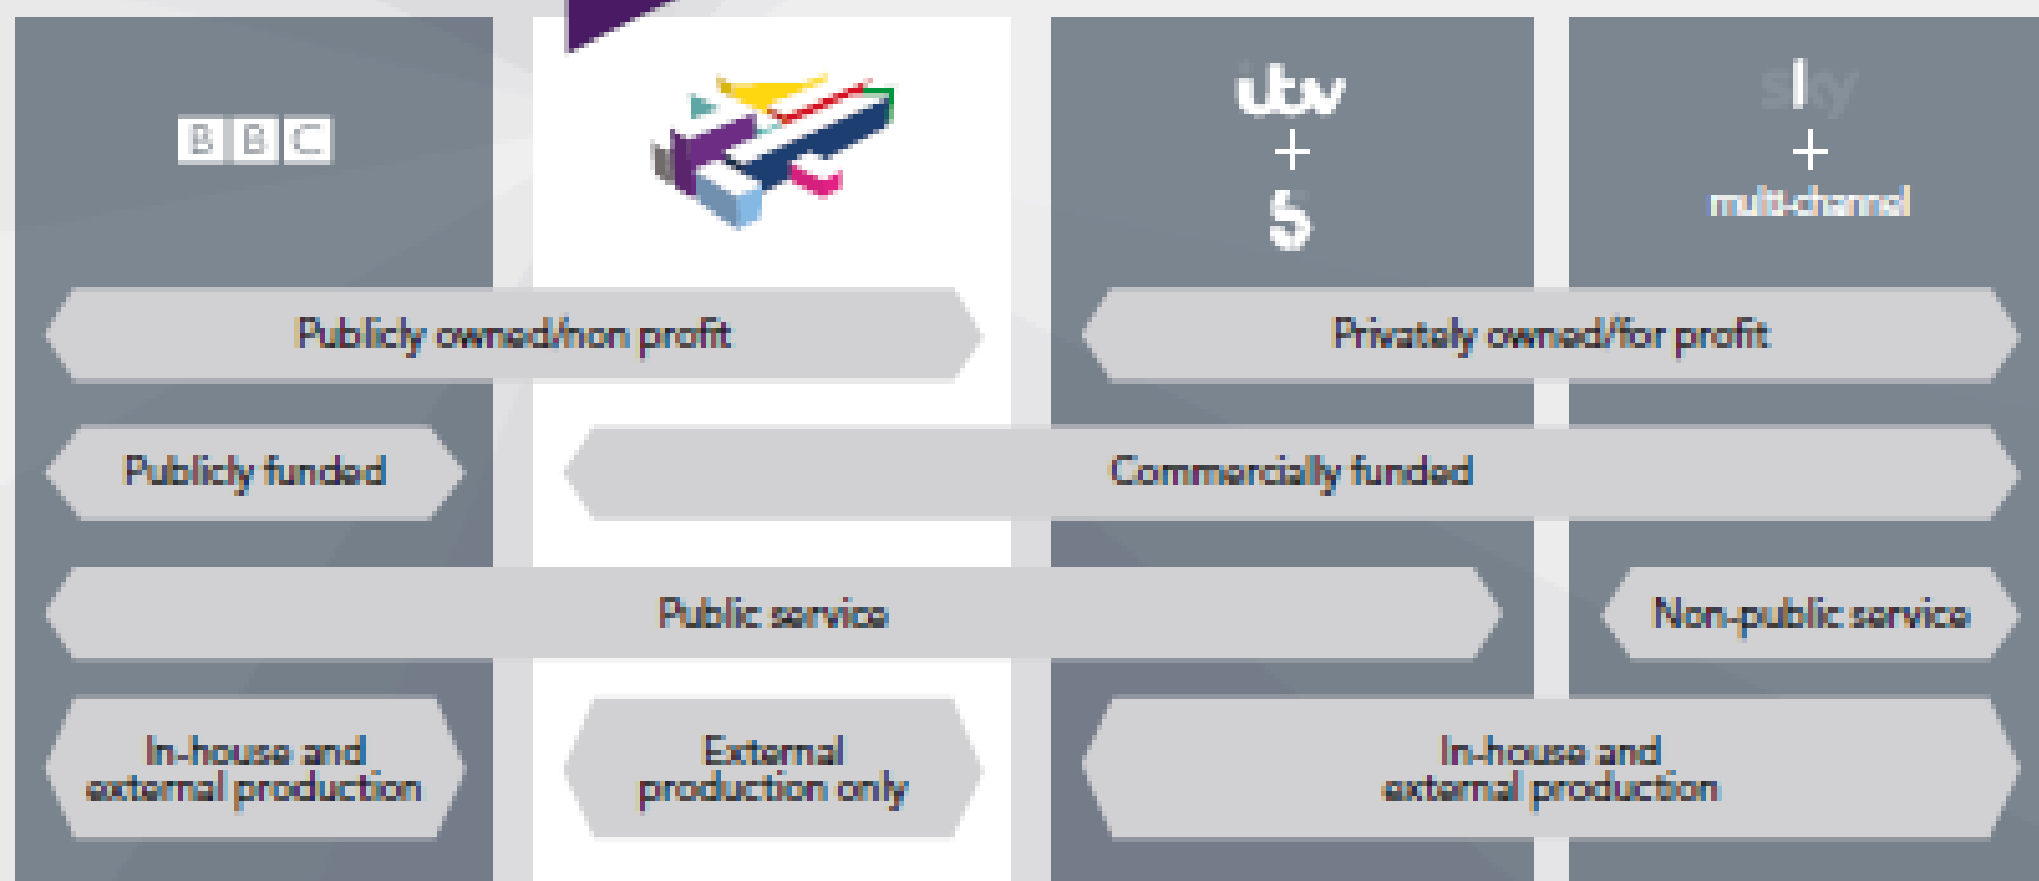 BBC
itv
+
5
sky
+
multi-channel
Publicly owned/non profit
Privately owned/for profit
Publicly funded
Commercially funded
Public service
Non-public service
In-house and
external production
External
production only
In-house and
external production